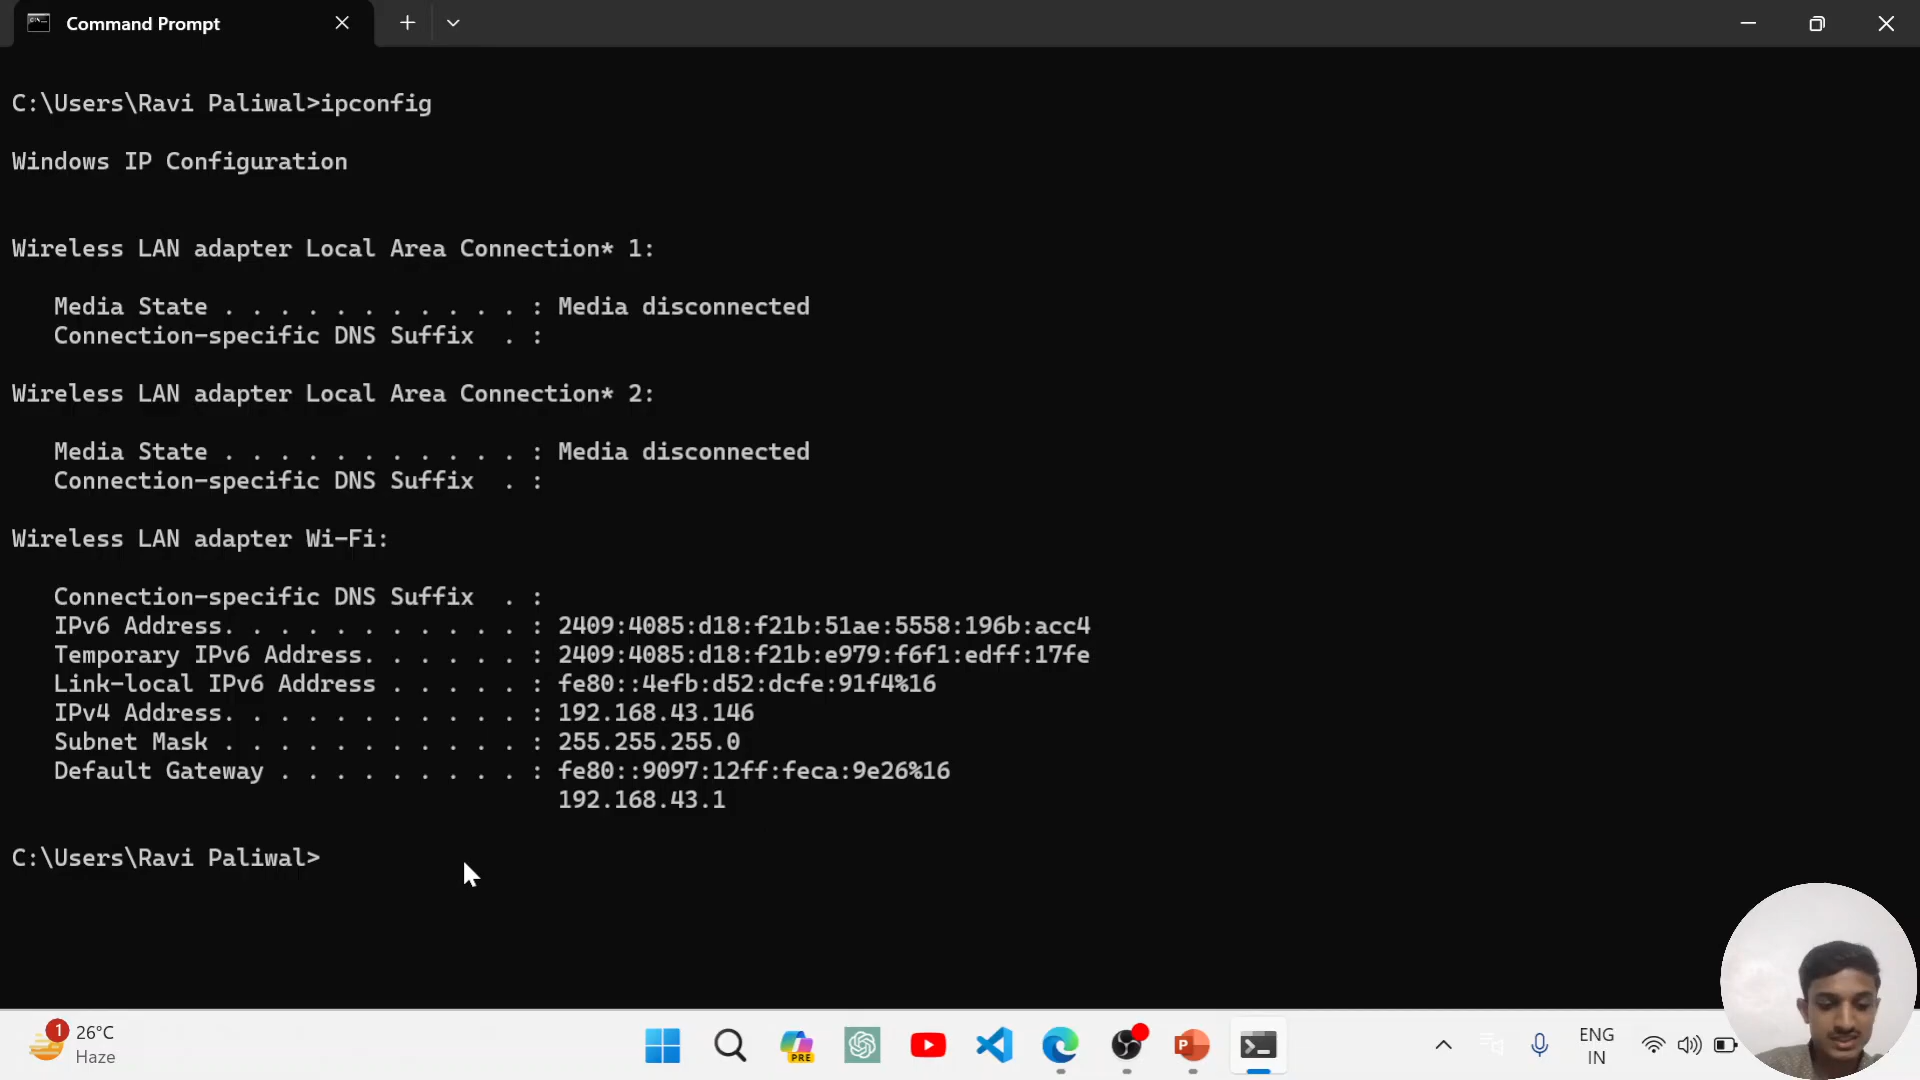 Command Prompt
C:\Users\Ravi Paliwal>ipconfig
Windows IP Configuration
Wireless LAN adapter Local Area Connection* 1:
Media State . . . . . . . . . . . : Media disconnected
Connection-specific DNS Suffix  . :
Wireless LAN adapter Local Area Connection* 2:
Media State . . . . . . . . . . . : Media disconnected
Connection-specific DNS Suffix  . :
Wireless LAN adapter Wi-Fi:
Connection-specific DNS Suffix  . :
IPv6 Address. . . . . . . . . . . : 2409:4085:d18:f21b:51ae:5558:196b:acc4
Temporary IPv6 Address. . . . . . : 2409:4085:d18:f21b:e979:f6f1:edff:17fe
Link-local IPv6 Address . . . . . : fe80::4efb:d52:dcfe:91f4%16
IPv4 Address. . . . . . . . . . . : 192.168.43.146
Subnet Mask . . . . . . . . . . . : 255.255.255.0
Default Gateway . . . . . . . . . : fe80::9097:12ff:feca:9e26%16
192.168.43.1
C:\Users\Ravi Paliwal>
1
26°C
Haze
PRE
P
ENG
IN